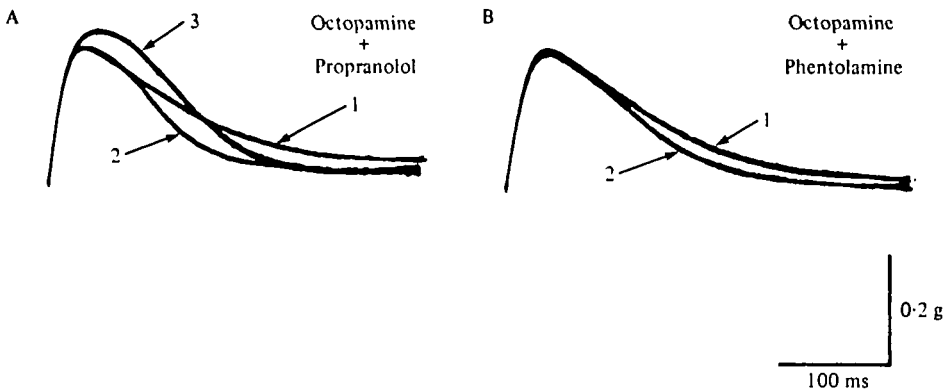 A
3
Octopamine
+
Propranolol
1
2
B
Octopamine
+
Phentolamine
1
2
0·2 g
100 ms